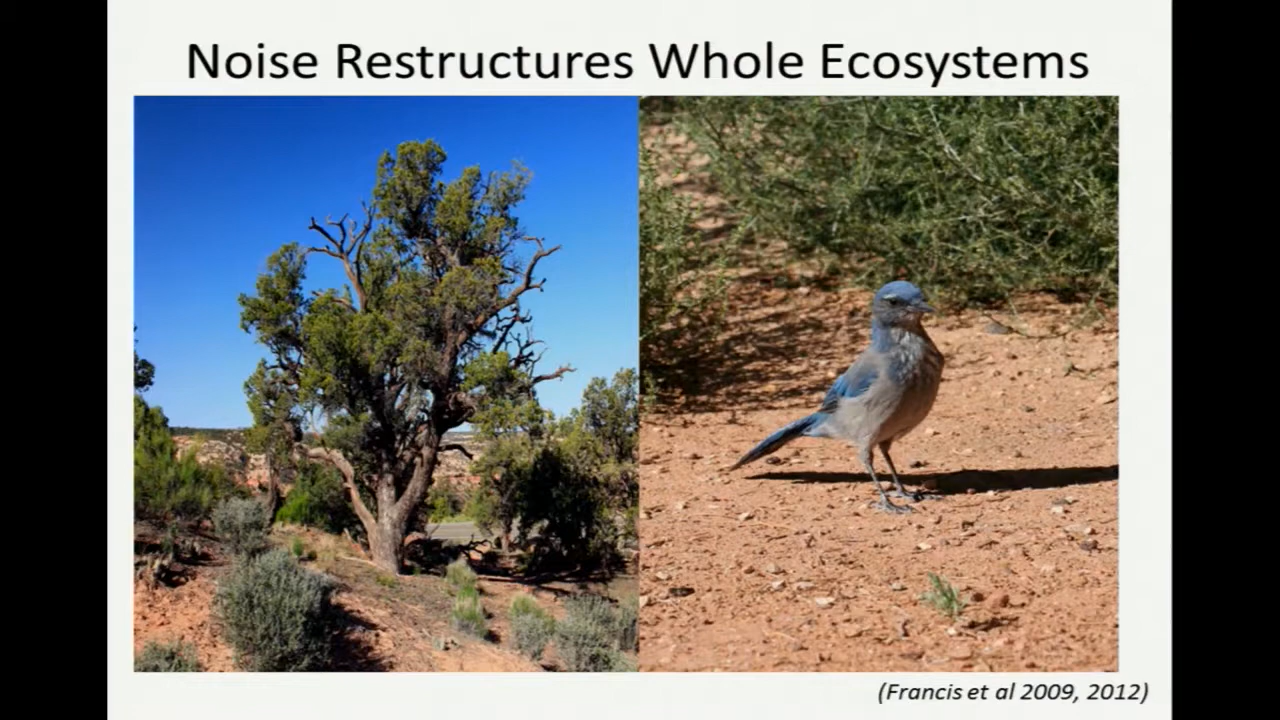 Noise Restructures Whole Ecosystems
(Francis et al 2009, 2012)